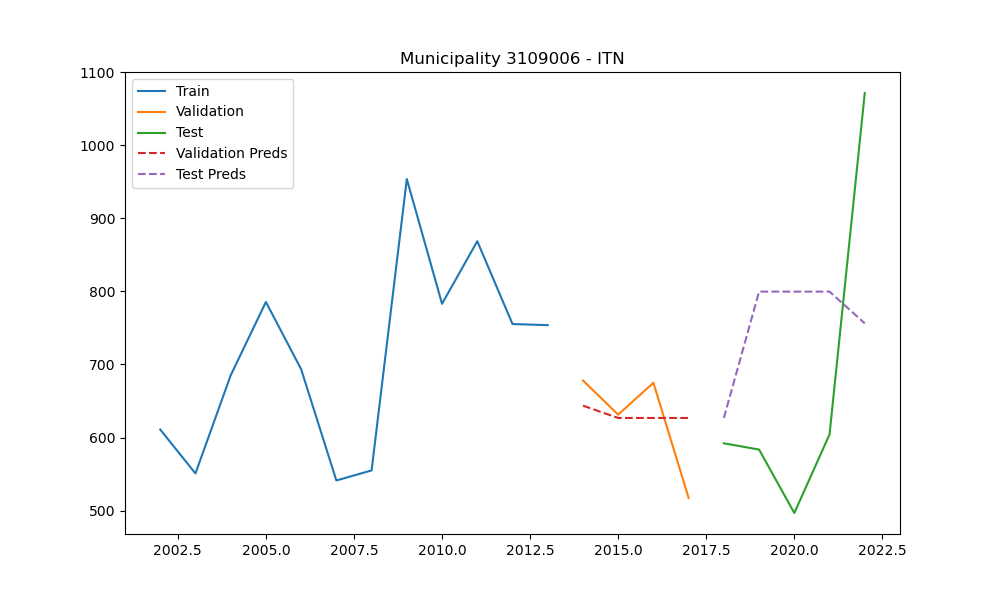 Municipality 3109006 - ITN
1100
1000
900
800
700
600
500
Train
Validation
Test
Validation Preds
Test Preds
2002.5 2005.0 2007.5 2010.0 2012.5 2015.0 2017.5 2020.0 2022.5